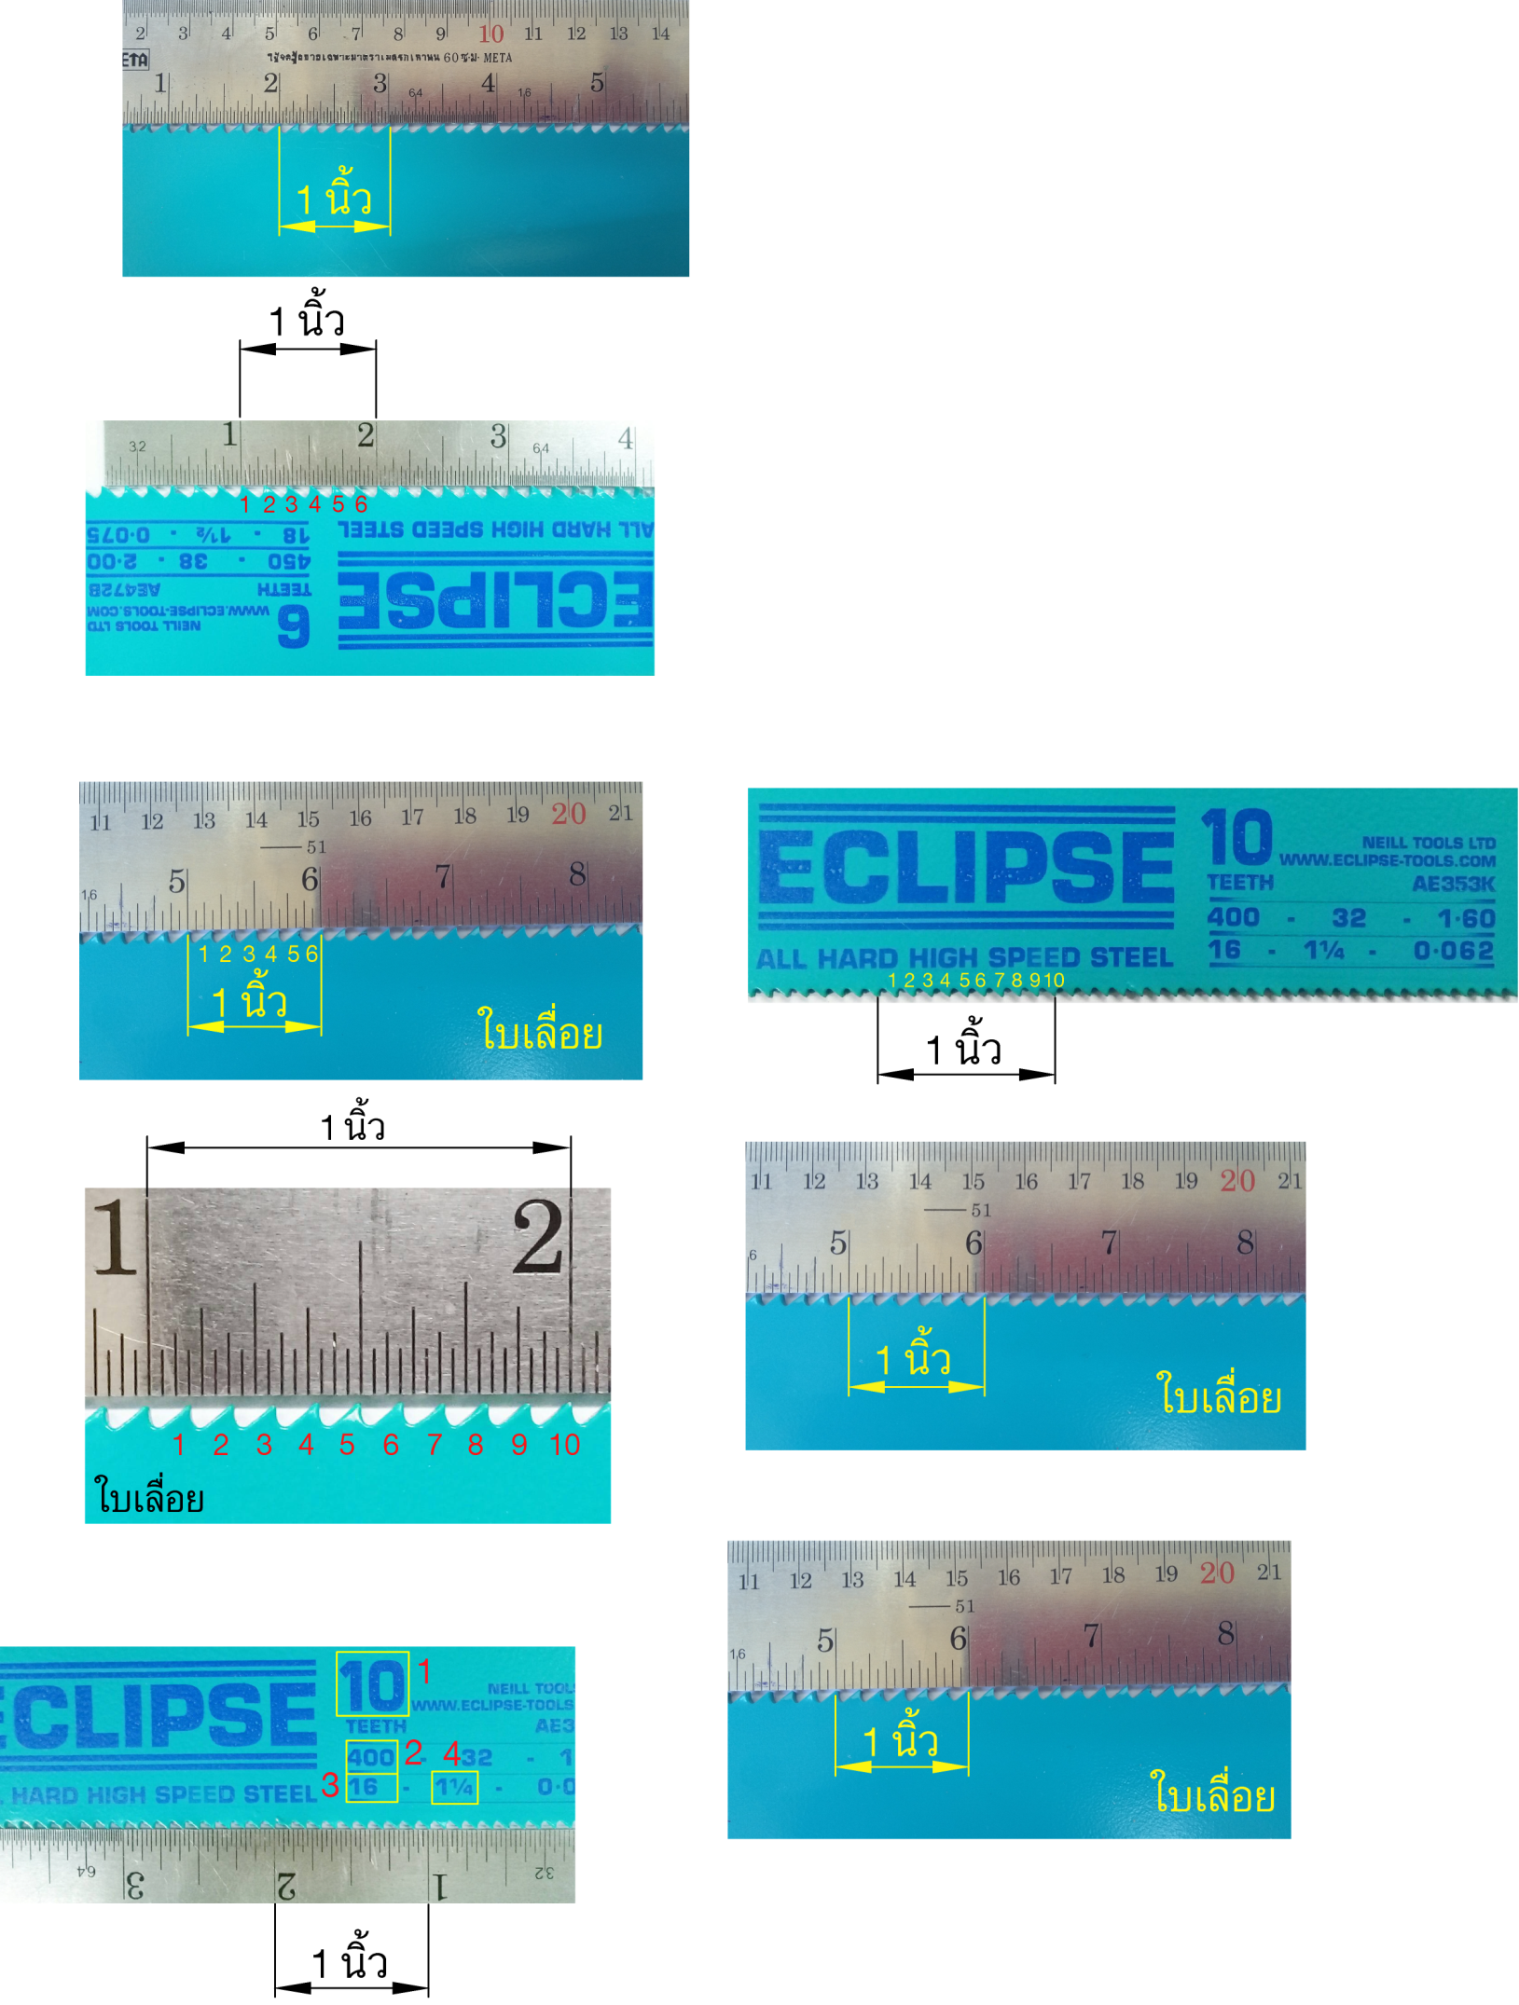 2 3 4 5 6 7 8 9 10 11 12 13 14
META
1 2 3 64 4 16 5
1 นิ้ว
1 นิ้ว
32 1 2 3 64 4
1 2 3 4 5 6
ALL HARD HIGH SPEED STEEL
18 - 1½ - 0·075
450 - 38 - 2·00
TEETH AE472B
6 WWW.ECLIPSE-TOOLS.COM
NEILL TOOLS LTD
ECLIPSE
11 12 13 14 15 16 17 18 19 20 21
51
16 5 6 7 8
1 2 3 4 5 6
1 นิ้ว
ใบเลื่อย
ECLIPSE
ALL HARD HIGH SPEED STEEL
10
TEETH
NEILL TOOLS LTD
WWW.ECLIPSE-TOOLS.COM
AE353K
400 - 32 - 1·60
16 - 1¼ - 0·062
1 2 3 4 5 6 7 8 9 10
1 นิ้ว
1 นิ้ว
1 2
1 2 3 4 5 6 7 8 9 10
ใบเลื่อย
11 12 13 14 15 16 17 18 19 20 21
51
6 5 6 7 8
1 นิ้ว
ใบเลื่อย
11 12 13 14 15 16 17 18 19 20 21
51
16 5 6 7 8
1 นิ้ว
ใบเลื่อย
ECLIPSE
HARD HIGH SPEED STEEL
10 1
TEETH
NEILL TOOL
WWW.ECLIPSE-TOOLS
AE3
400 2 - 4 32 - 1
3 16 - 1¼ - 0·0
64 3 2 1 32
1 นิ้ว